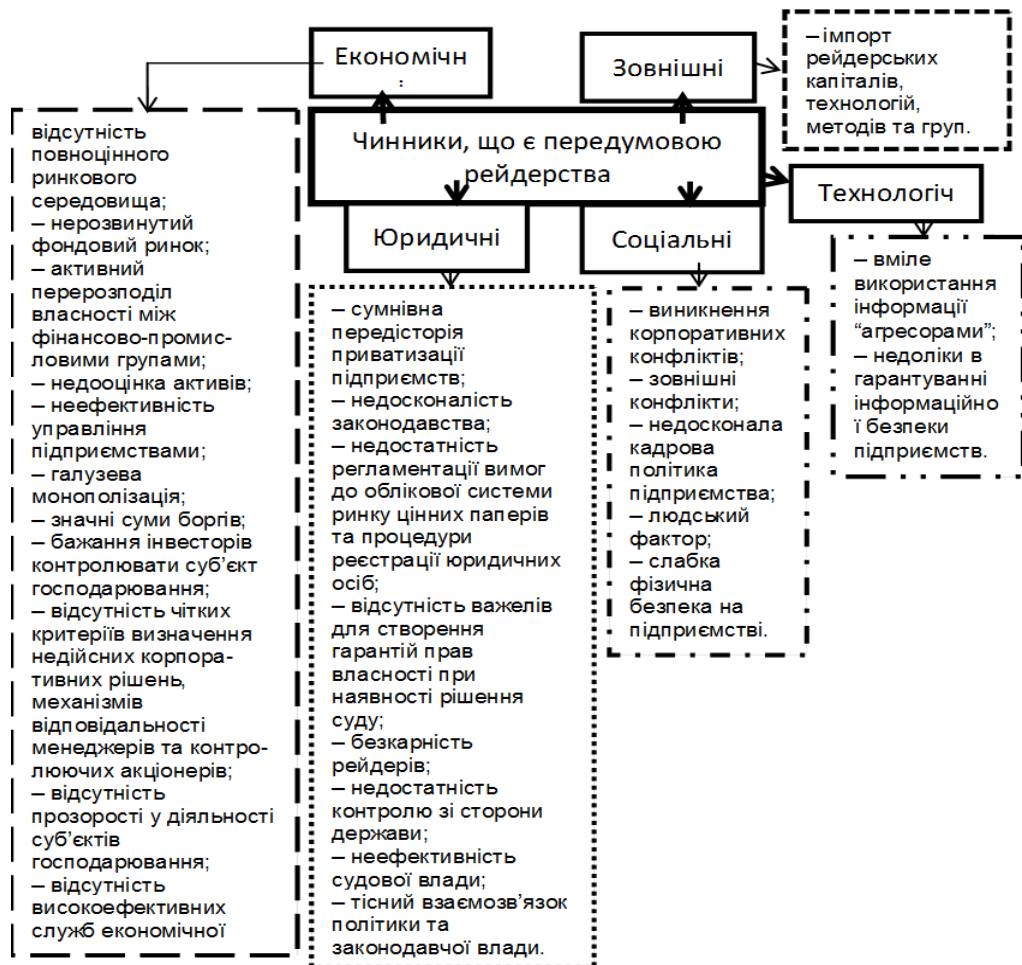 Економічн
:
Зовнішні
– імпорт
рейдерських
капіталів,
технологій,
методів та груп.
Чинники, що є передумовою
рейдерства
Технологіч
Юридичні
Соціальні
відсутність
повноцінного
ринкового
середовища;
– нерозвинутий
фондовий ринок;
– активний
перерозподіл
власності між
фінансово-промис-
ловими групами;
– недооцінка активів;
– неефективність
управління
підприємствами;
– галузева
монополізація;
– значні суми боргів;
– бажання інвесторів
контролювати суб’єкт
господарювання;
– відсутність чітких
критеріїв визначення
недійсних корпора-
тивних рішень,
механізмів
відповідальності
менеджерів та контро-
люючих акціонерів;
– відсутність
прозорості у діяльності
суб’єктів
господарювання;
– відсутність
високоефективних
служб економічної
– сумнівна
передісторія
приватизації
підприємств;
– недосконалість
законодавства;
– недостатність
регламентації вимог
до облікової системи
ринку цінних паперів
та процедури
реєстрації юридичних
осіб;
– відсутність важелів
для створення
гарантій прав
власності при
наявності рішення
суду;
– безкарність
рейдерів;
– недостатність
контролю зі сторони
держави;
– неефективність
судової влади;
– тісний взаємозв’язок
політики та
законодавчої влади.
– виникнення
корпоративних
конфліктів;
– зовнішні
конфлікти;
– недосконала
кадрова
політика
підприємства;
– людський
фактор;
– слабка
фізична
безпека на
підприємстві.
– вміле
використання
інформації
“агресорами”;
– недоліки в
гарантуванні
інформаційно
ї безпеки
підприємств.